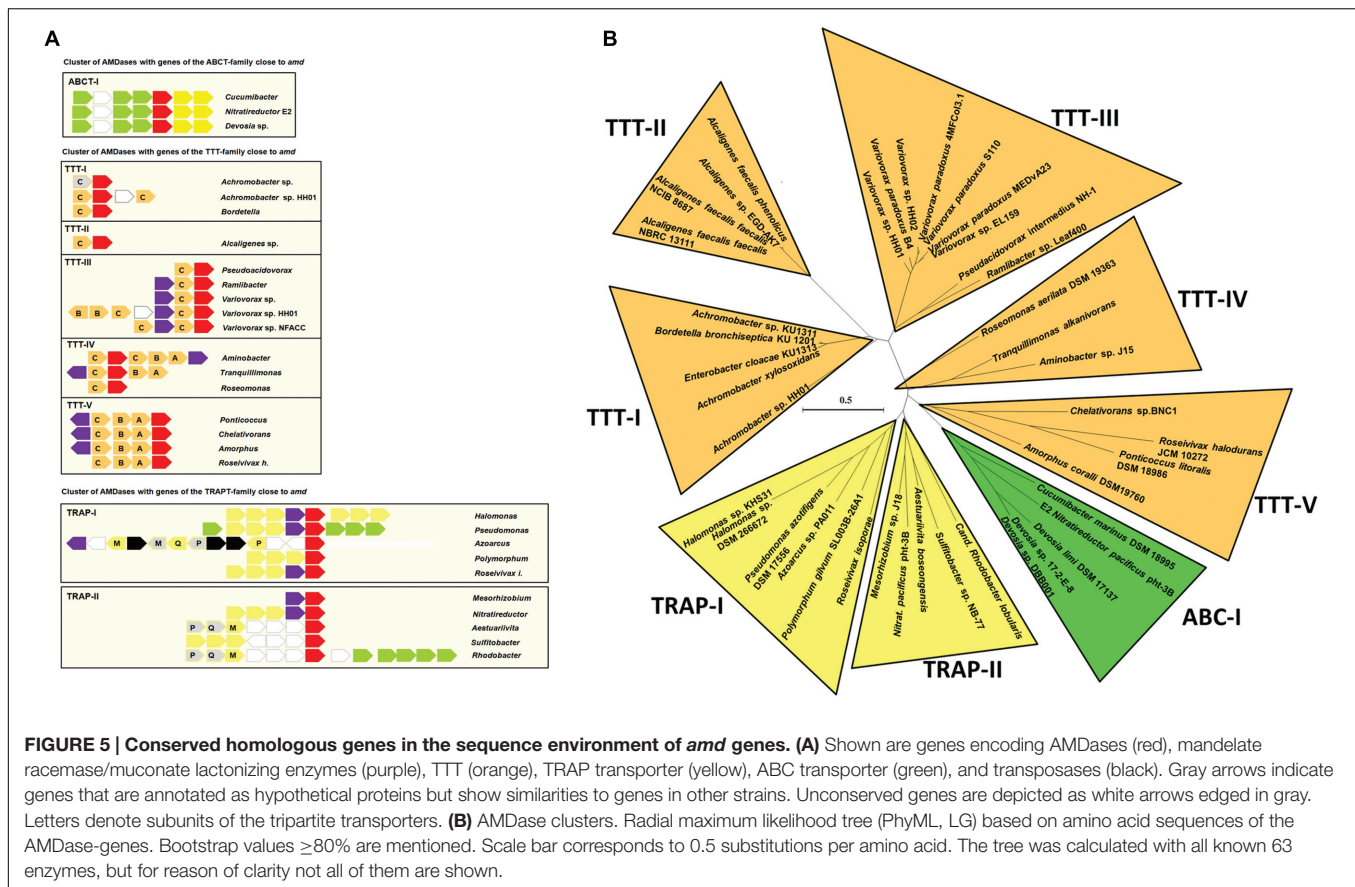 A
Cluster of AMDases with genes of the ABCT-family close to amd
ABCT-I
Cucumibacter
Nitratireductor E2
Devosia sp.
Cluster of AMDases with genes of the TTT-family close to amd
TTT-I
C
Achromobacter sp.
C C
Achromobacter sp. HH01
C
Bordetella
TTT-II
C
Alcaligenes sp.
TTT-III
C
Pseudoacidovorax
C
Ramlibacter
C
Variovorax sp.
B B C C
Variovorax sp. HH01
C C
Variovorax sp. NFACC
TTT-IV
C C B A
Aminobacter
C B A
Tranquillimonas
C
Roseomonas
TTT-V
C B A
Ponticoccus
C B A
Chelativorans
C B A
Amorphus
C B A
Roseivivax h.
Cluster of AMDases with genes of the TRAPT-family close to amd
TRAP-I
Halomonas
Pseudomonas
M M Q P P
Azoarcus
Polymorphum
Roseivivax i.
TRAP-II
Mesorhizobium
Nitratireductor
P Q M
Aestuariivita
Sulfitobacter
P Q M
Rhodobacter
B
TTT-II
Alcaligenes faecalis phenolicus
Alcaligenes sp. EGD-AK7
Alcaligenes faecalis faecalis
NCIB 8687
Alcaligenes faecalis faecalis
NBRC 13111
TTT-III
Variovorax sp. HH01
Variovorax paradoxus B4
Variovorax sp. HH02
Variovorax paradoxus 4MFCol3.1
Variovorax paradoxus S110
Variovorax paradoxus MEDvA23
Variovorax sp. EL159
Pseudacidovorax intermedius NH-1
Ramlibacter sp. Leaf400
TTT-IV
Roseomonas aerilata DSM 19363
Tranquillimonas alkanivorans
Aminobacter sp. J15
TTT-I
Achromobacter sp. KU1311
Bordetella bronchiseptica KU 1201
Enterobacter cloacae KU1313
Achromobacter xylosoxidans
Achromobacter sp. HH01
0.5
TTT-V
Chelativorans sp.BNC1
Roseivivax halodurans
JCM 10272
Ponticoccus litoralis
DSM 18986
Amorphus coralli DSM19760
ABC-I
Cucumibacter marinus DSM 18995
E2 Nitratireductor pacificus pht-3B
Devosia limi DSM 17137
Devosia sp. 17-2-E-8
Devosia sp. DBB001
TRAP-I
Halomonas sp. KHS31
Halomonas sp.
DSM 266672
Pseudomonas azotifigens
DSM 17556
Azoarcus sp. PA011
Polymorphum gilvum SL003B-26A1
Roseivivax isoporae
TRAP-II
Mesorhizobium sp. J18
Nitrat. pacificus pht-3B
Aestuariivita boseongensis
Sulfitobacter sp. NB-77
Cand. Rhodobacter lobularis
FIGURE 5 | Conserved homologous genes in the sequence environment of amd genes. (A) Shown are genes encoding AMDases (red), mandelate
racemase/muconate lactonizing enzymes (purple), TTT (orange), TRAP transporter (yellow), ABC transporter (green), and transposases (black). Gray arrows indicate
genes that are annotated as hypothetical proteins but show similarities to genes in other strains. Unconserved genes are depicted as white arrows edged in gray.
Letters denote subunits of the tripartite transporters. (B) AMDase clusters. Radial maximum likelihood tree (PhyML, LG) based on amino acid sequences of the
AMDase-genes. Bootstrap values ≥80% are mentioned. Scale bar corresponds to 0.5 substitutions per amino acid. The tree was calculated with all known 63
enzymes, but for reason of clarity not all of them are shown.